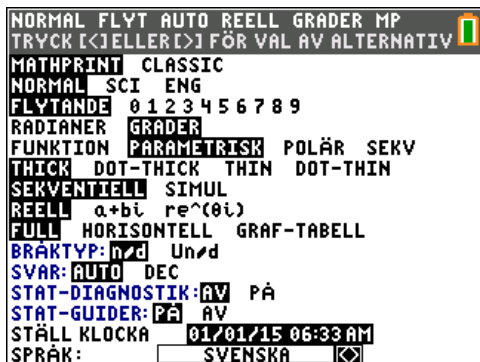 NORMAL FLYT AUTO REELL GRADER MP
TRYCK [<]ELLER[>] FÖR VAL AV ALTERNATIV
MATHPRINT CLASSIC
NORMAL SCI ENG
FLYTANDE 0 1 2 3 4 5 6 7 8 9
RADIANER GRADER
FUNKTION PARAMETRISK POLÄR SEKV
THICK DOT-THICK THIN DOT-THIN
SEKVENTIELL SIMUL
REELL a+bi re^(θi)
FULL HORISONTELL GRAF-TABELL
BRÅKTYP: n/d Un/d
SVAR: AUTO DEC
STAT-DIAGNOSTIK: AV PÅ
STAT-GUIDER: PÅ AV
STÄLL KLOCKA 01/01/15 06:33 AM
SPRÅK: SVENSKA